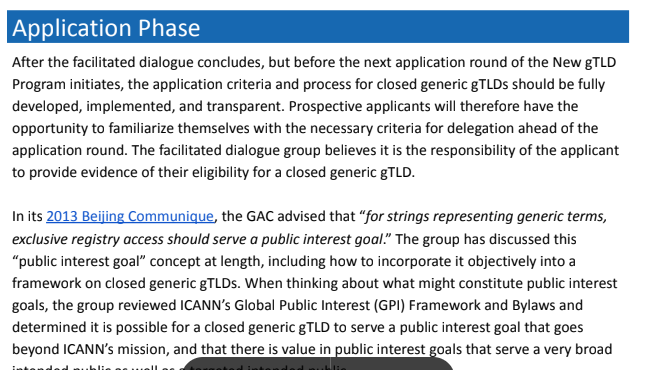 Application Phase
After the facilitated dialogue concludes, but before the next application round of the New gTLD
Program initiates, the application criteria and process for closed generic gTLDs should be fully
developed, implemented, and transparent. Prospective applicants will therefore have the
opportunity to familiarize themselves with the necessary criteria for delegation ahead of the
application round. The facilitated dialogue group believes it is the responsibility of the applicant
to provide evidence of their eligibility for a closed generic gTLD.
In its 2013 Beijing Communique, the GAC advised that “for strings representing generic terms,
exclusive registry access should serve a public interest goal.” The group has discussed this
“public interest goal” concept at length, including how to incorporate it objectively into a
framework on closed generic gTLDs. When thinking about what might constitute public interest
goals, the group reviewed ICANN’s Global Public Interest (GPI) Framework and Bylaws and
determined it is possible for a closed generic gTLD to serve a public interest goal that goes
beyond ICANN’s mission, and that there is value in public interest goals that serve a very broad
intended public as well as a targeted intended public.